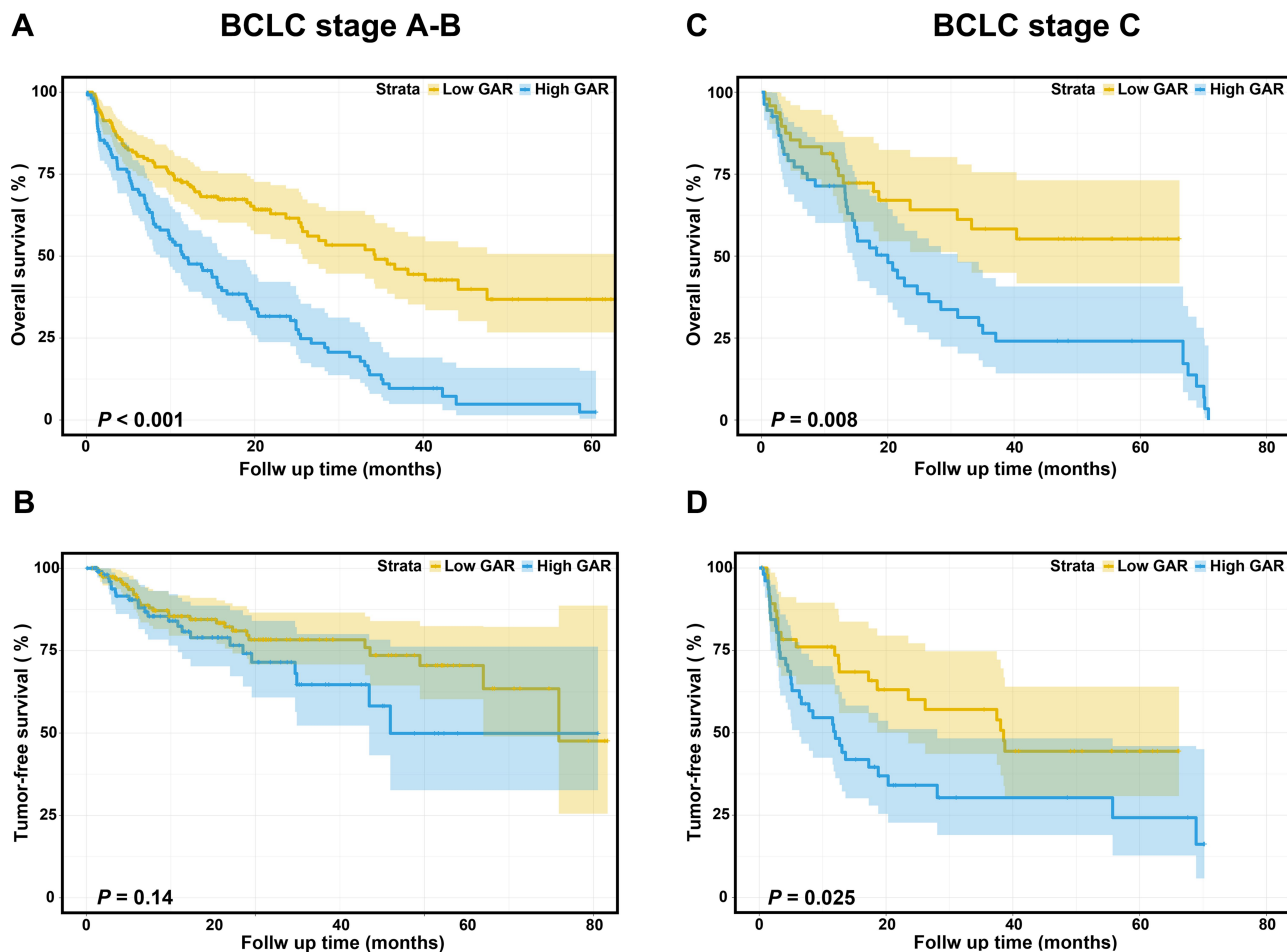 A
BCLC stage A-B
Strata Low GAR High GAR
Overall survival ( % )
100
75
50
25
0
P < 0.001
0 20 40 60
Follw up time (months)
B
Strata Low GAR High GAR
Tumor-free survival ( % )
100
75
50
25
0
P = 0.14
0 20 40 60 80
Follw up time (months)
C
BCLC stage C
Strata Low GAR High GAR
Overall survival ( % )
100
75
50
25
0
P = 0.008
0 20 40 60 80
Follw up time (months)
D
Strata Low GAR High GAR
Tumor-free survival ( % )
100
75
50
25
0
P = 0.025
0 20 40 60 80
Follw up time (months)